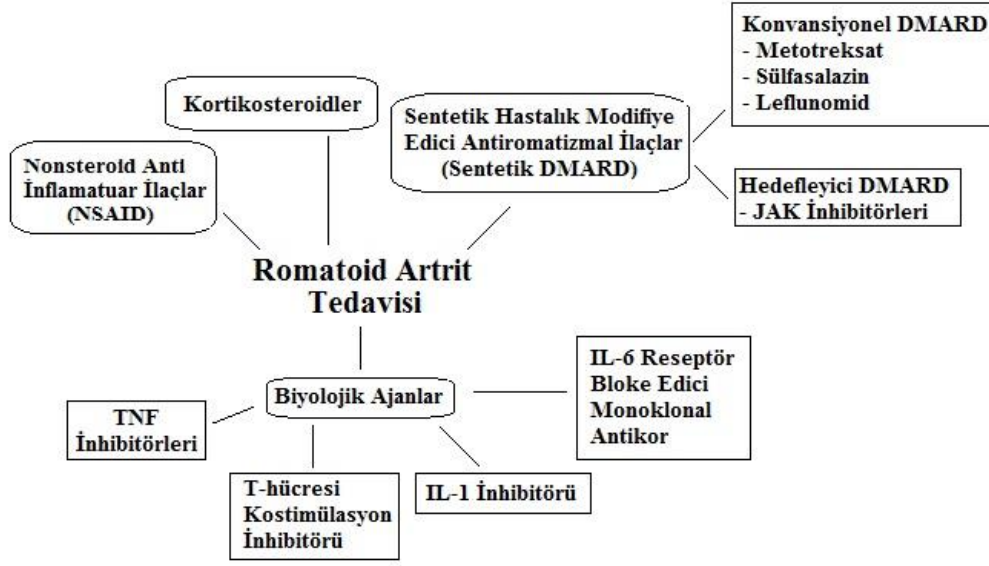 Konvansiyonel DMARD
- Metotreksat
- Sülfasalazin
- Leflunomid
Kortikosteroidler
Sentetik Hastalık Modifiye
Edici Antiromatizmal İlaçlar
(Sentetik DMARD)
Nonsteroid Anti
İnflamatuar İlaçlar
(NSAID)
Hedefleyici DMARD
- JAK İnhibitörleri
Romatoid Artrit
Tedavisi
Biyolojik Ajanlar
IL-6 Reseptör
Bloke Edici
Monoklonal
Antikor
TNF
İnhibitörleri
T-hücresi
Kostimülasyon
İnhibitörü
IL-1 İnhibitörü